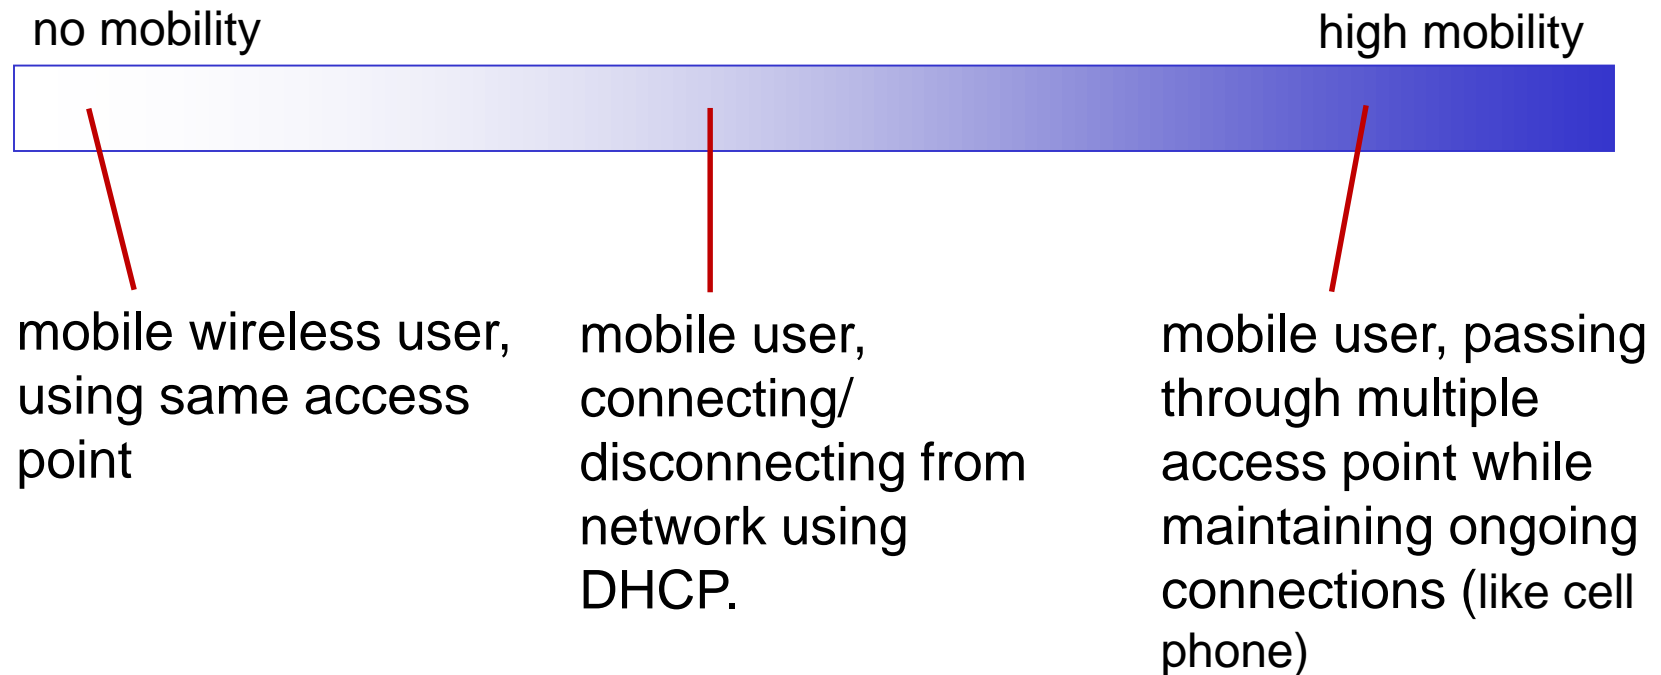 no mobility
high mobility
mobile wireless user,
using same access
point
mobile user,
connecting/
disconnecting from
network using
DHCP.
mobile user, passing
through multiple
access point while
maintaining ongoing
connections (like cell
phone)